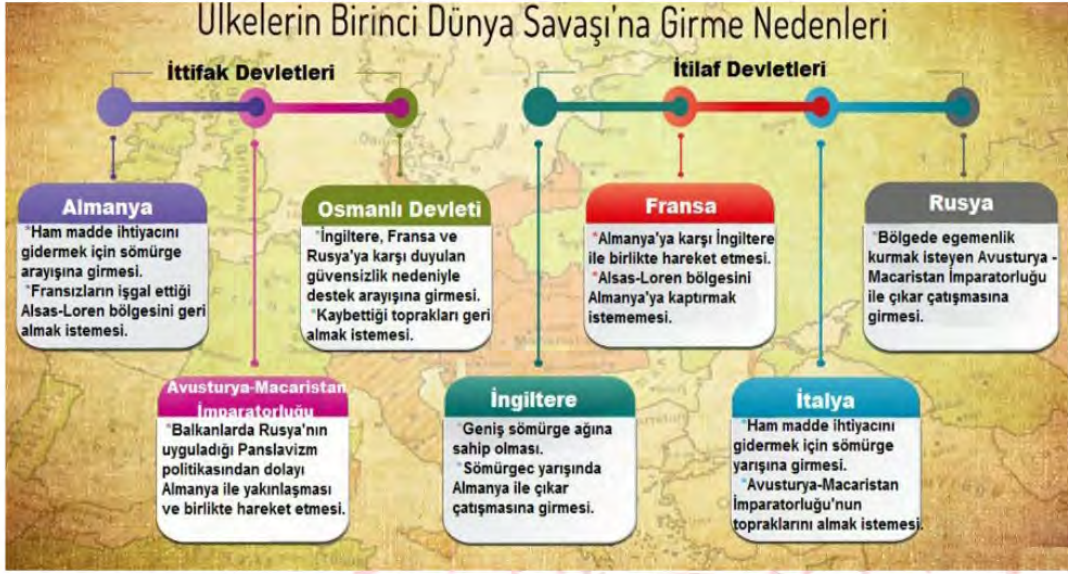 Ülkelerin Birinci Dünya Savaşı'na Girme Nedenleri
İttifak Devletleri
İtilaf Devletleri
Almanya
*Ham madde ihtiyacını
gidermek için sömürge
arayışına girmesi.
*Fransızların işgal ettiği
Alsas-Loren bölgesini geri
almak istemesi.
Osmanlı Devleti
*İngiltere, Fransa ve
Rusya'ya karşı duyulan
güvensizlik nedeniyle
destek arayışına girmesi.
*Kaybettiği toprakları geri
almak istemesi.
Fransa
*Almanya'ya karşı İngiltere
ile birlikte hareket etmesi.
*Alsas-Loren bölgesini
Almanya'ya kaptırmak
istememesi.
Rusya
*Bölgede egemenlik
kurmak isteyen Avusturya -
Macaristan İmparatorluğu
ile çıkar çatışmasına
girmesi.
Avusturya-Macaristan
İmparatorluğu
*Balkanlarda Rusya'nın
uyguladığı Panslavizm
politikasından dolayı
Almanya ile yakınlaşması
ve birlikte hareket etmesi.
İngiltere
*Geniş sömürge ağına
sahip olması.
*Sömürgec yarışında
Almanya ile çıkar
çatışmasına girmesi.
İtalya
*Ham madde ihtiyacını
gidermek için sömürge
yarışına girmesi.
*Avusturya-Macaristan
İmparatorluğu'nun
topraklarını almak istemesi.